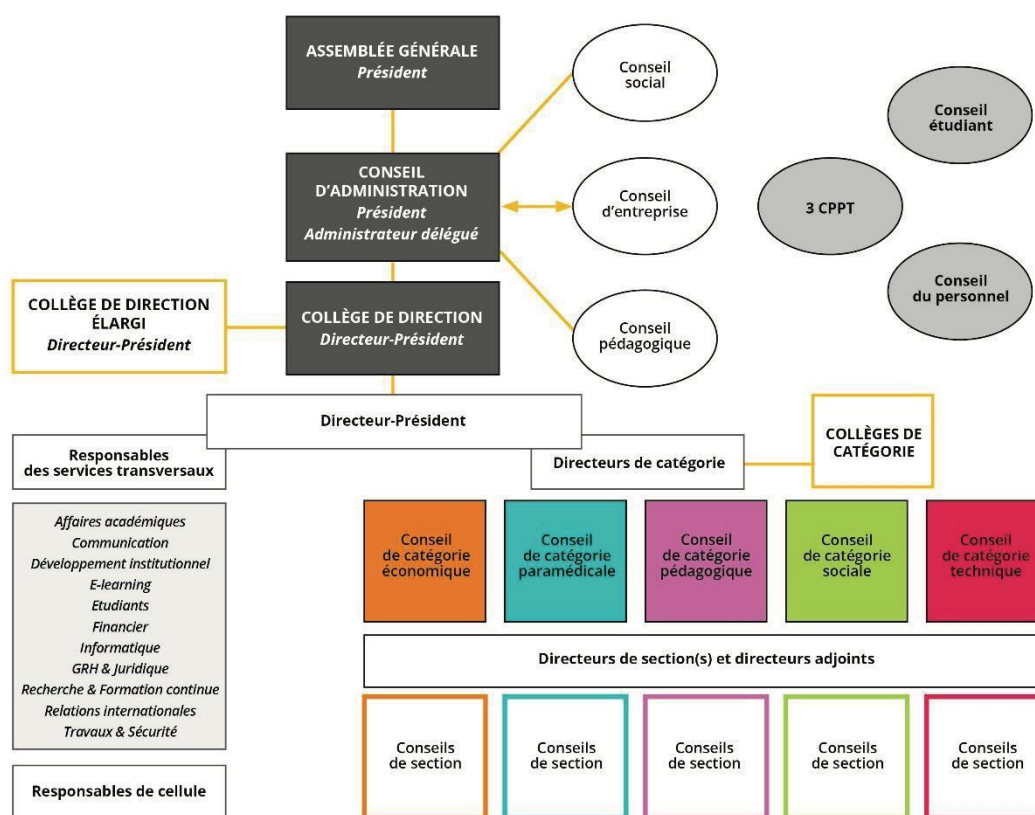 ASSEMBLÉE GÉNÉRALE
Président
Conseil
social
Conseil
étudiant
CONSEIL
D'ADMINISTRATION
Président
Administrateur délégué
Conseil
d'entreprise
3 CPPT
Conseil
du personnel
COLLÈGE DE DIRECTION
ÉLARGI
Directeur-Président
COLLÈGE DE DIRECTION
Directeur-Président
Conseil
pédagogique
Directeur-Président
Responsables
des services transversaux
Directeurs de catégorie
COLLÈGES DE
CATÉGORIE
Affaires académiques
Communication
Développement institutionnel
E-learning
Etudiants
Financier
Informatique
GRH & Juridique
Recherche & Formation continue
Relations internationales
Travaux & Sécurité
Conseil
de catégorie
économique
Conseil
de catégorie
paramédicale
Conseil
de catégorie
pédagogique
Conseil
de catégorie
sociale
Conseil
de catégorie
technique
Directeurs de section(s) et directeurs adjoints
Responsables de cellule
Conseils
de section
Conseils
de section
Conseils
de section
Conseils
de section
Conseils
de section